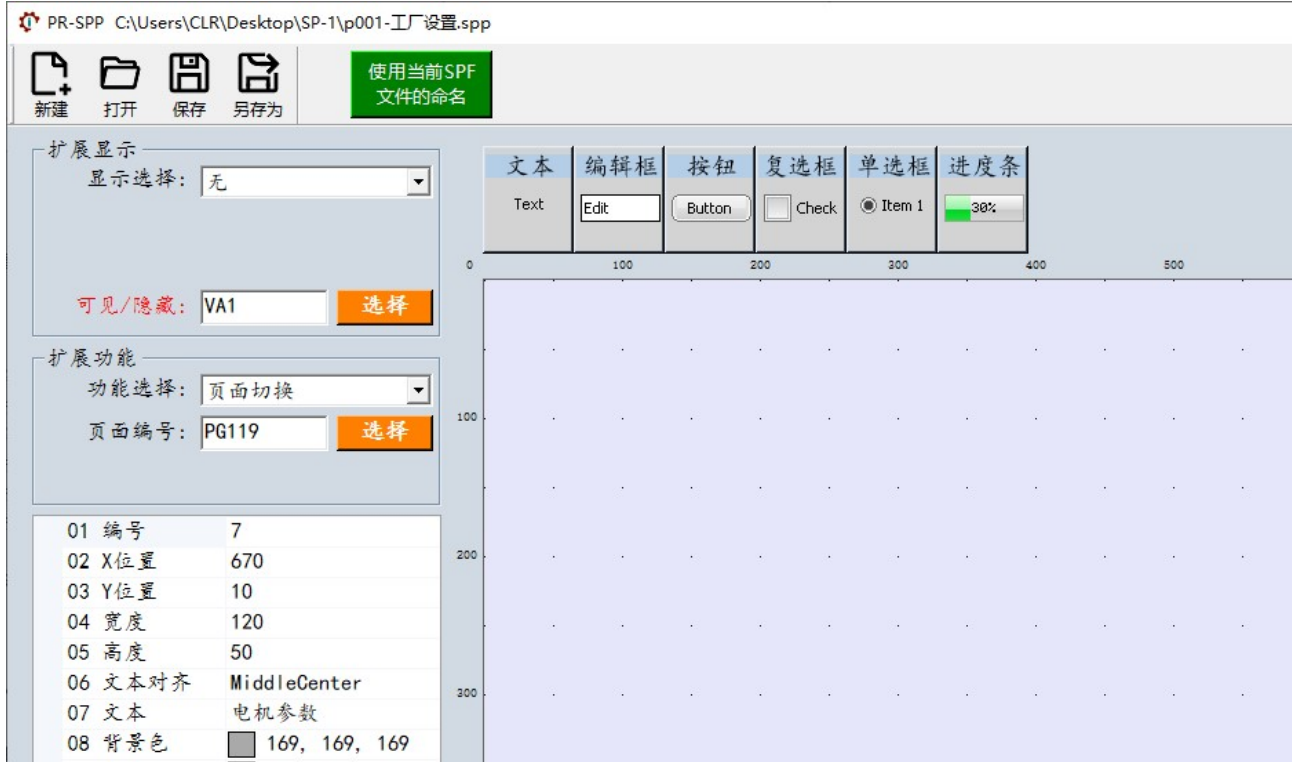 PR-SPP C:\Users\CLR\Desktop\SP-1\p001-工厂设置.spp
新建 打开 保存 另存为
使用当前SPF
文件的命名
扩展显示
显示选择: 无
可见/隐藏: VA1 选择
扩展功能
功能选择: 页面切换
页面编号: PG119 选择
01 编号 7
02 X位置 670
03 Y位置 10
04 宽度 120
05 高度 50
06 文本对齐 MiddleCenter
07 文本 电机参数
08 背景色 169, 169, 169
文本 编辑框 按钮 复选框 单选框 进度条
Text Edit Button Check Item 1 30%
0 100 200 300 400 500
100
200
300